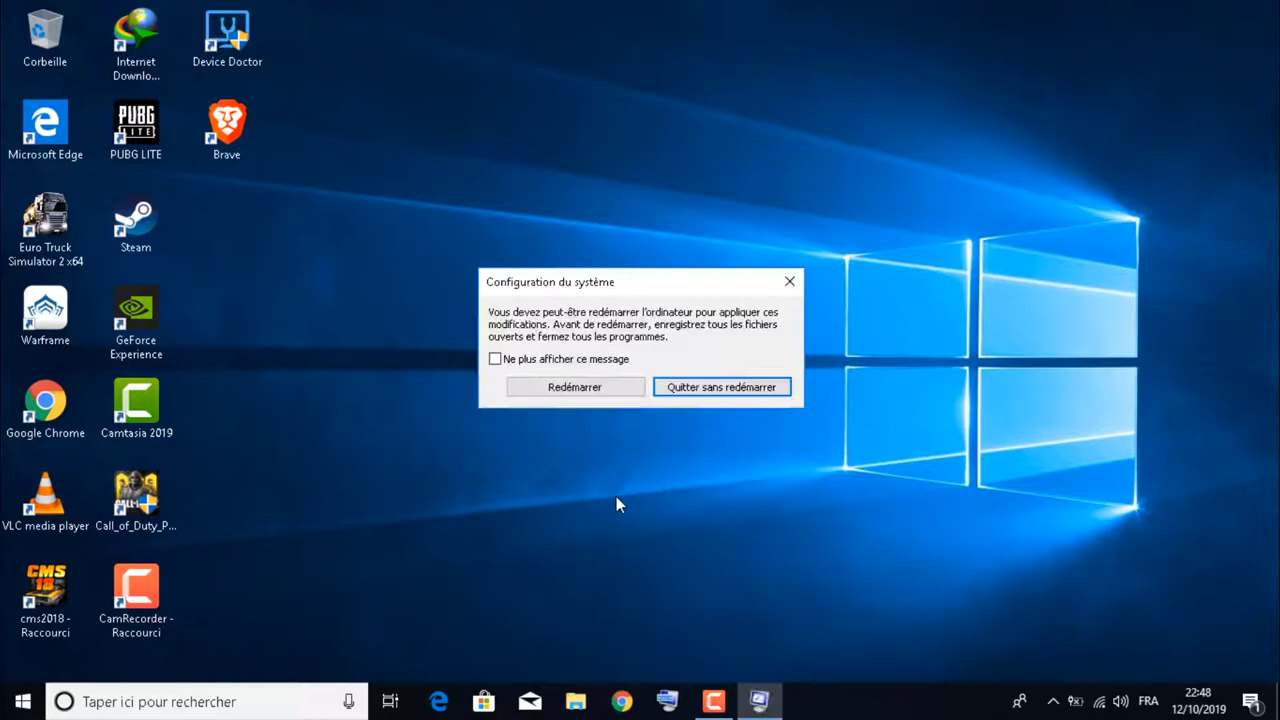 Corbeille
Internet
Downlo...
Device Doctor
Microsoft Edge
PUBG
LITE
PUBG LITE
Brave
Euro Truck
Simulator 2 x64
Steam
Warframe
GeForce
Experience
Google Chrome
Camtasia 2019
VLC media player
CALL
Call_of_Duty_P...
CMS
18
cms2018 -
Raccourci
CamRecorder -
Raccourci
Configuration du système
Vous devez peut-être redémarrer l'ordinateur pour appliquer ces
modifications. Avant de redémarrer, enregistrez tous les fichiers
ouverts et fermez tous les programmes.
Ne plus afficher ce message
Redémarrer
Quitter sans redémarrer
Taper ici pour rechercher
FRA
22:48
12/10/2019
1